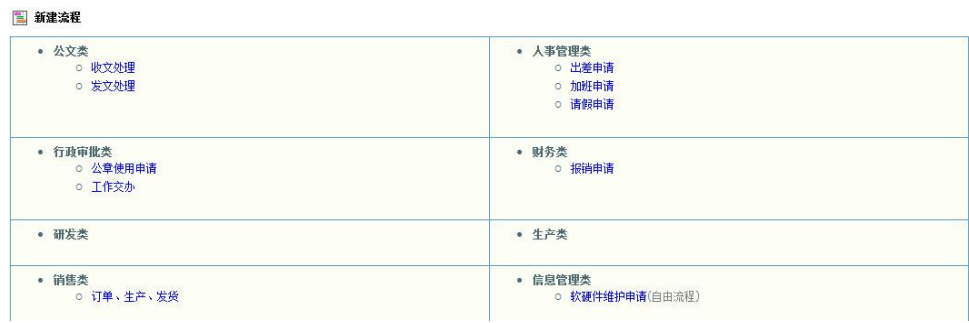 新建流程
公文类
收文处理
发文处理
人事管理类
出差申请
加班申请
请假申请
行政审批类
公章使用申请
工作交办
财务类
报销申请
研发类
生产类
销售类
订单、生产、发货
信息管理类
软硬件维护申请(自由流程)